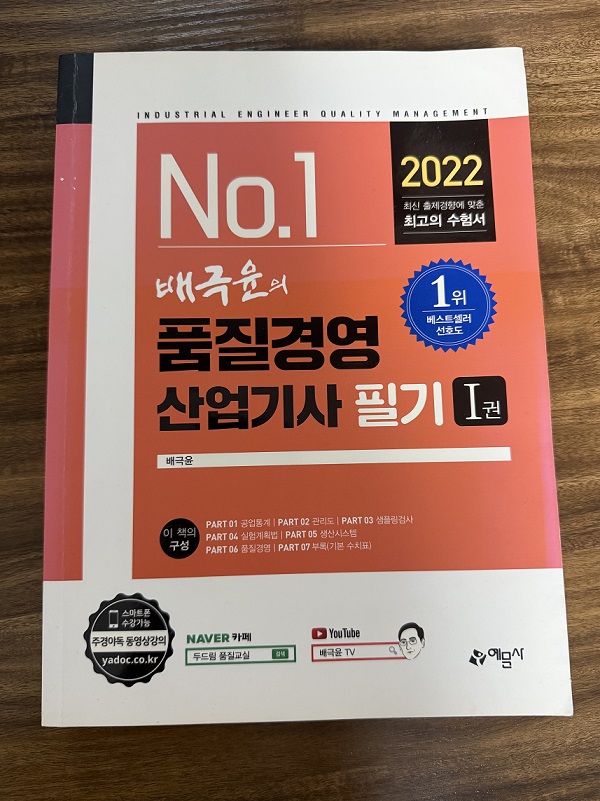 INDUSTRIAL ENGINEER QUALITY MANAGEMENT
No.1
2022
최신 출제경향에 맞춘
최고의 수험서
배극윤의
1위
베스트셀러
선호도
품질경영
산업기사 필기 I권
배극윤
이 책의
구성
PART 01 공업통계 | PART 02 관리도 | PART 03 샘플링검사
PART 04 실험계획법 | PART 05 생산시스템
PART 06 품질경영 | PART 07 부록(기본 수치표)
스마트폰
수강가능
주경야독 동영상강의
yadoc.co.kr
NAVER 카페
두드림 품질교실 검색
YouTube
배극윤 TV
예문사